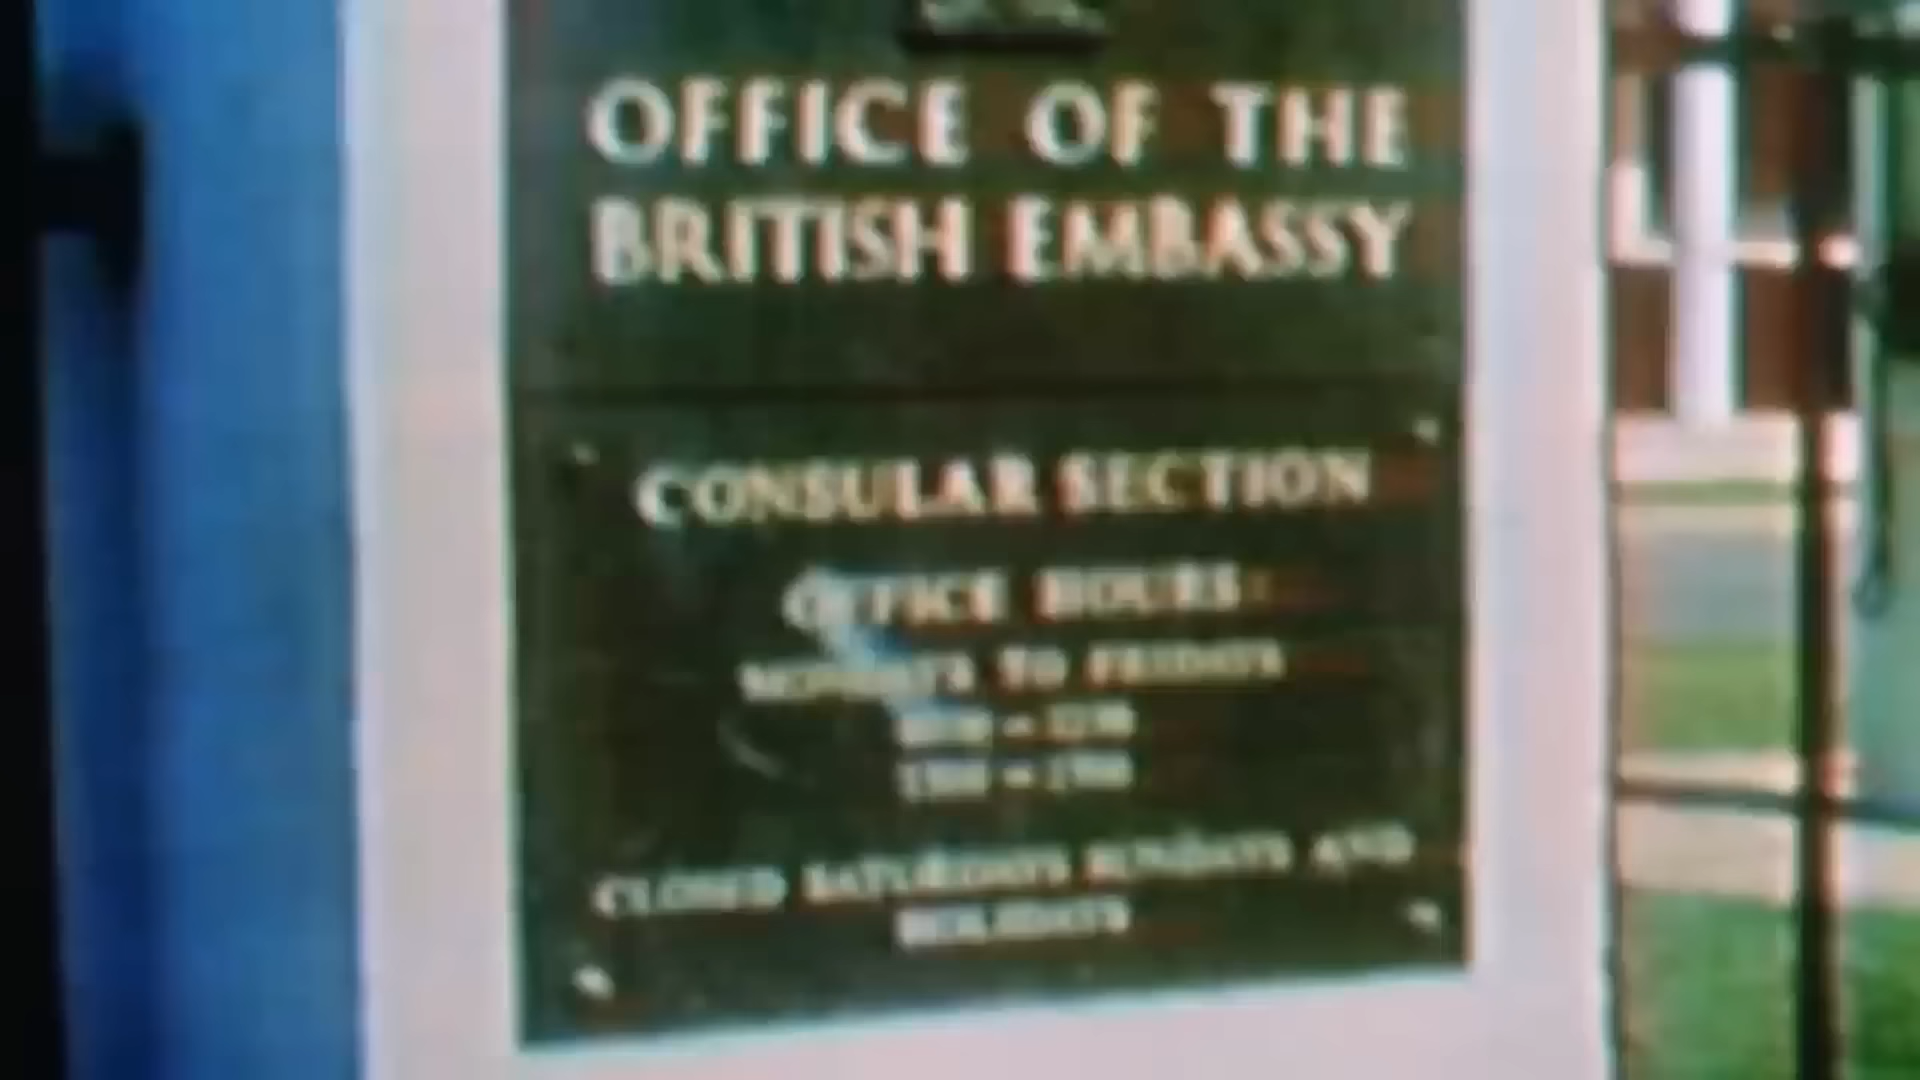 OFFICE OF THE
BRITISH EMBASSY
CONSULAR SECTION
OFFICE HOURS:
MONDAYS TO FRIDAYS
CLOSED SATURDAYS SUNDAYS AND
HOLIDAYS